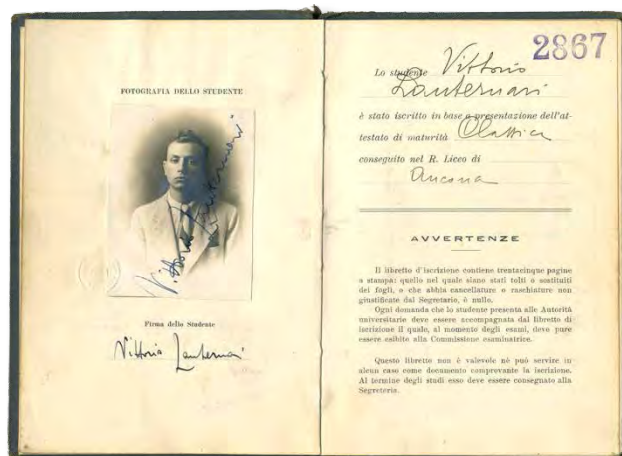 FOTOGRAFIA DELLO STUDENTE
Vittorio Lanternari
Firma dello Studente
Vittorio Lanternari
2867
Lo studente Vittorio
Lanternari
è stato iscritto in base a presentazione dell'at-
testato di maturità Classica
conseguito nel R. Liceo di
Ancona
AVVERTENZE
Il libretto d'iscrizione contiene trentacinque pagine
a stampa: quello nel quale siano stati tolti o sostituiti
dei fogli, o che abbia cancellature o raschiature non
giustificate dal Segretario, è nullo.
Ogni domanda che lo studente presenta alle Autorità
universitarie deve essere accompagnata dal libretto di
iscrizione il quale, al momento degli esami, deve pure
essere esibito alla Commissione esaminatrice.
Questo libretto non è valevole nè può servire in
alcun caso come documento comprovante la iscrizione.
Al termine degli studi esso deve essere consegnato alla
Segreteria.